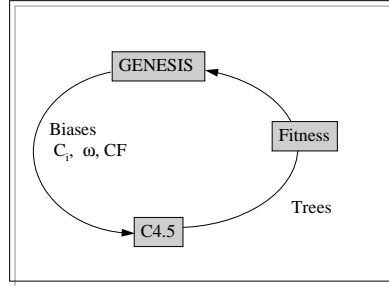 GENESIS
Biases
C_i, ω, CF
Fitness
Trees
C4.5